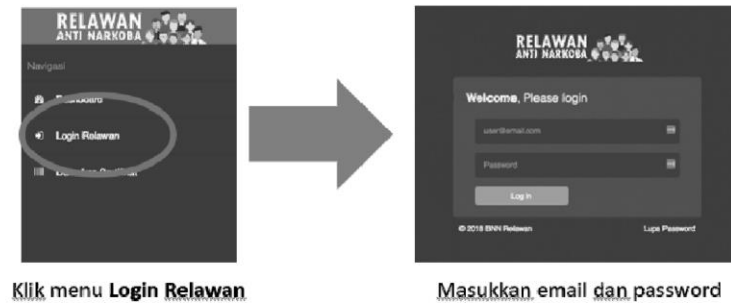 RELAWAN
ANTI NARKOBA
Navigasi
Dashboard
Login Relawan
Klik menu Login Relawan
RELAWAN
ANTI NARKOBA
Welcome, Please login
user@email.com
Password
Log In
© 2018 BNN Relawan
Lupa Password
Masukkan email dan password